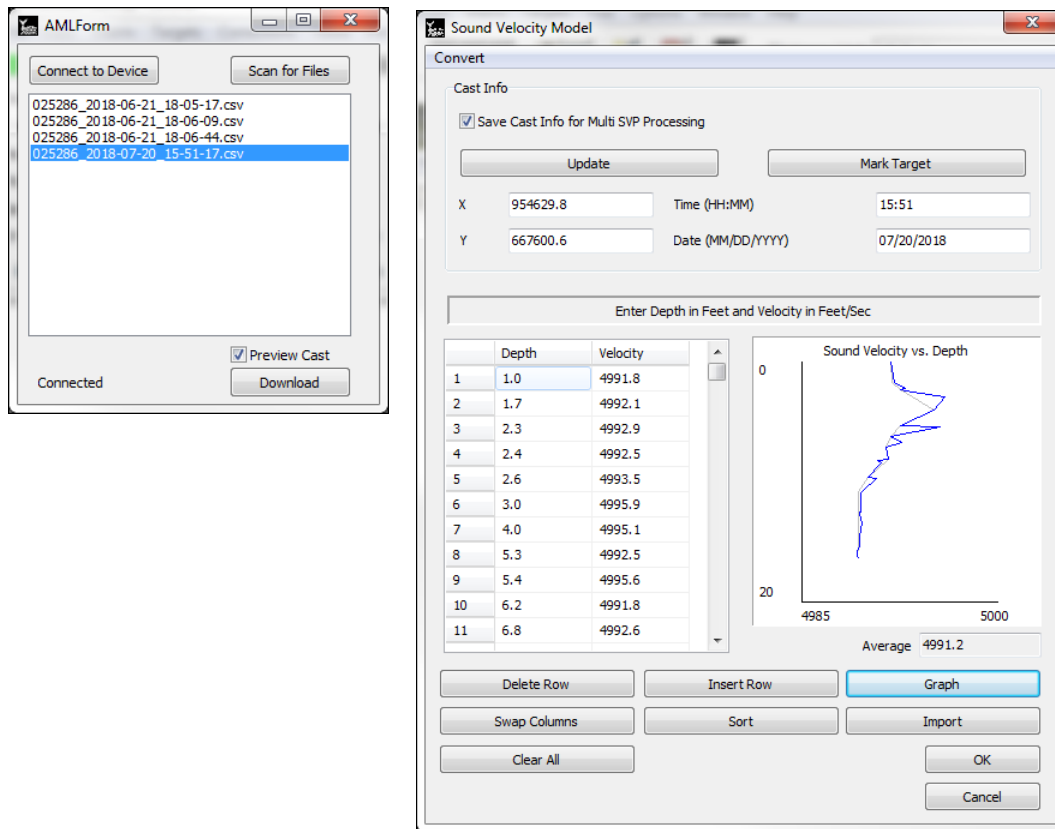 AMLForm
Connect to Device Scan for Files
025286_2018-06-21_18-05-17.csv
025286_2018-06-21_18-06-09.csv
025286_2018-06-21_18-06-44.csv
025286_2018-07-20_15-51-17.csv
Preview Cast
Connected Download
Sound Velocity Model
Convert
Cast Info
Save Cast Info for Multi SVP Processing
Update Mark Target
X 954629.8 Time (HH:MM) 15:51
Y 667600.6 Date (MM/DD/YYYY) 07/20/2018
Enter Depth in Feet and Velocity in Feet/Sec
Depth Velocity
1 1.0 4991.8
2 1.7 4992.1
3 2.3 4992.9
4 2.4 4992.5
5 2.6 4993.5
6 3.0 4995.9
7 4.0 4995.1
8 5.3 4992.5
9 5.4 4995.6
10 6.2 4991.8
11 6.8 4992.6
Sound Velocity vs. Depth
0
20
4985 5000
Average 4991.2
Delete Row Insert Row Graph
Swap Columns Sort Import
Clear All OK
Cancel